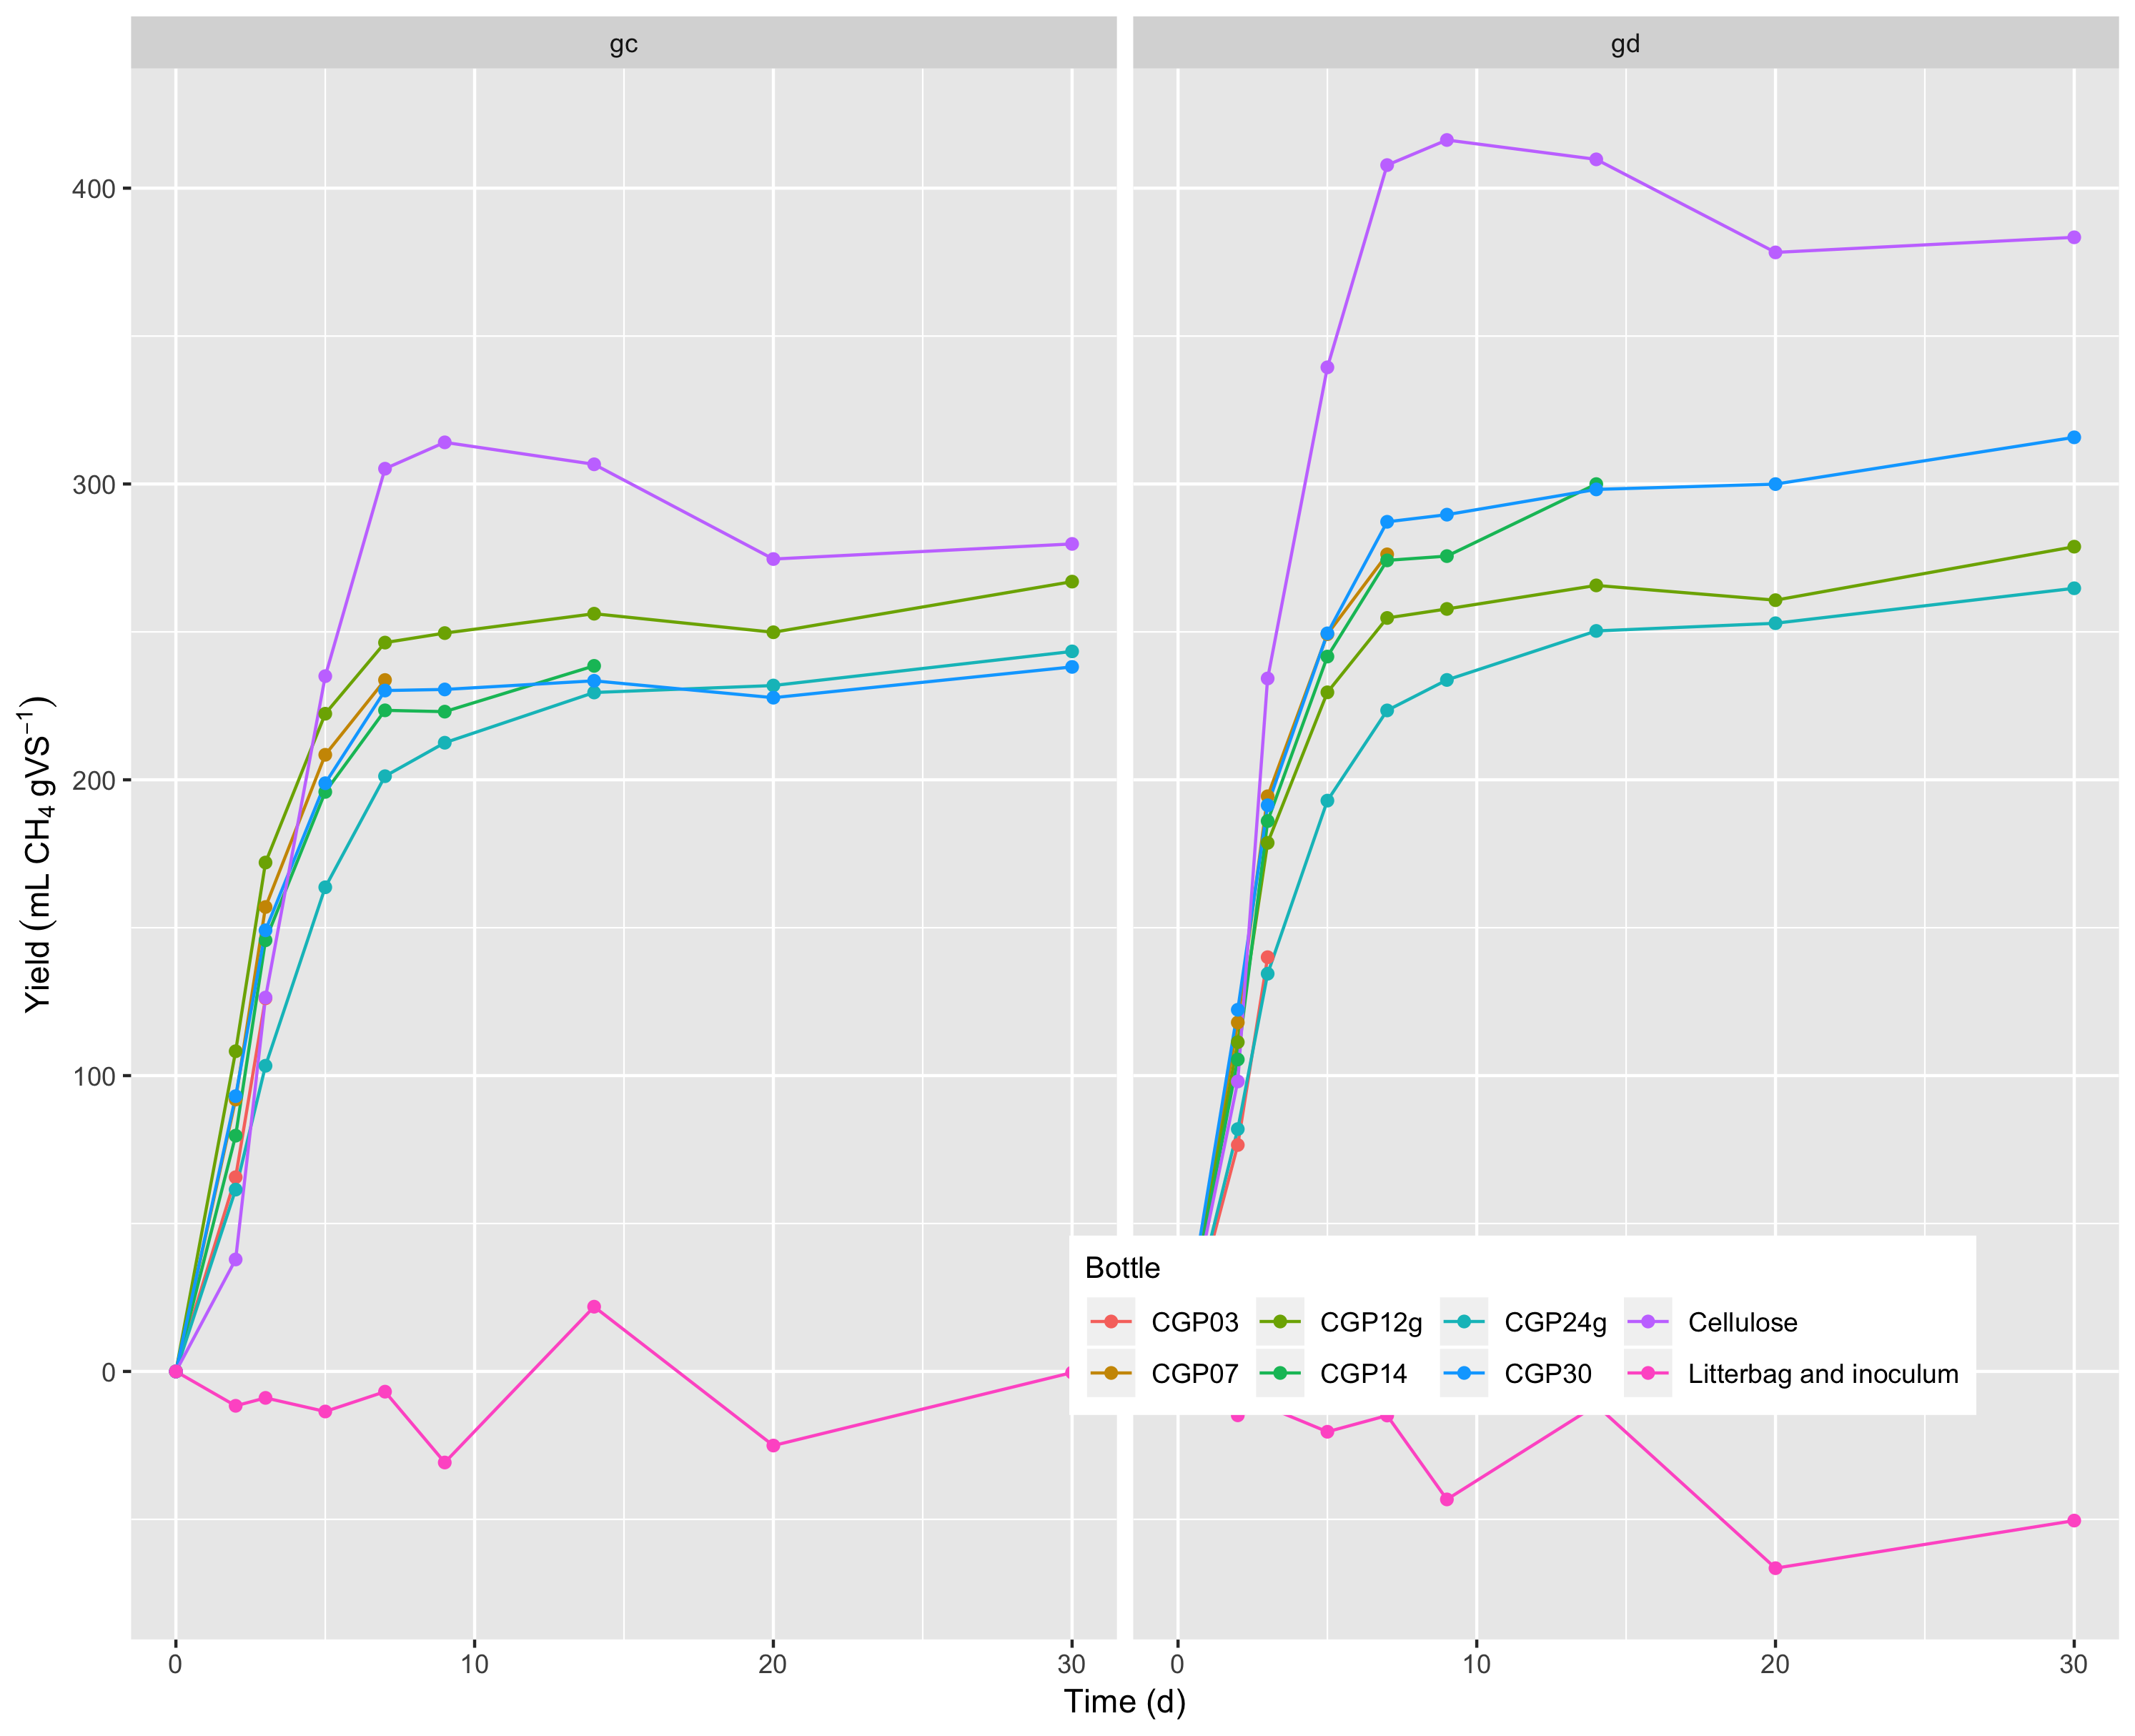 gc gd
400
300
200
100
0
Yield (mL CH₄ gVS⁻¹)
Bottle
CGP03 CGP12g CGP24g Cellulose
CGP07 CGP14 CGP30 Litterbag and inoculum
0 10 20 30 0 10 20 30
Time (d)